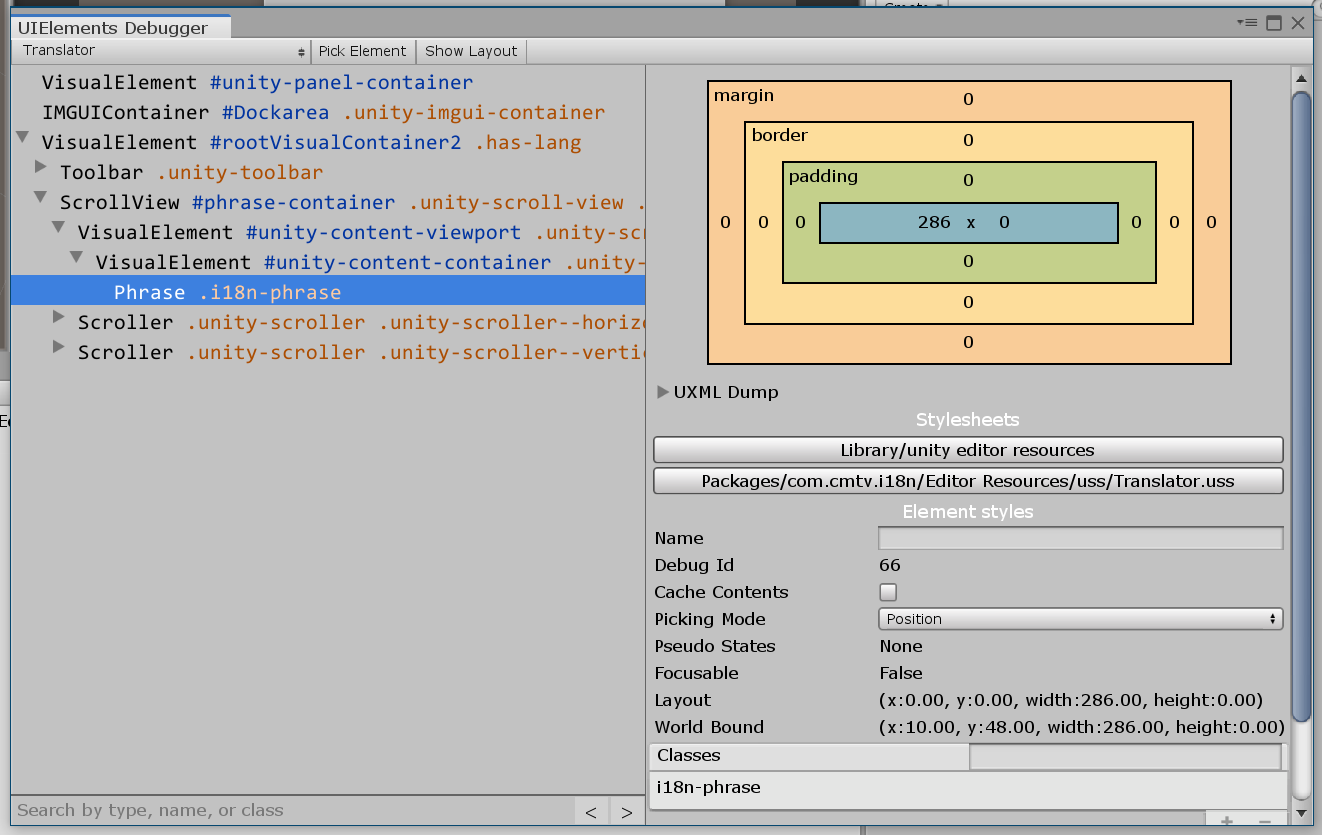 UIElements Debugger
Translator
Pick Element
Show Layout
VisualElement #unity-panel-container
IMGUIContainer #Dockarea .unity-imgui-container
VisualElement #rootVisualContainer2 .has-lang
Toolbar .unity-toolbar
ScrollView #phrase-container .unity-scroll-view .
VisualElement #unity-content-viewport .unity-scr
VisualElement #unity-content-container .unity-
Phrase .i18n-phrase
Scroller .unity-scroller .unity-scroller--horizo
Scroller .unity-scroller .unity-scroller--vertic
Search by type, name, or class
< >
margin 0
border 0
padding 0
0 0 0 286 x 0 0 0 0
0
0
0
UXML Dump
Stylesheets
Library/unity editor resources
Packages/com.cmtv.i18n/Editor Resources/uss/Translator.uss
Element styles
Name
Debug Id 66
Cache Contents
Picking Mode Position
Pseudo States None
Focusable False
Layout (x:0.00, y:0.00, width:286.00, height:0.00)
World Bound (x:10.00, y:48.00, width:286.00, height:0.00)
Classes
i18n-phrase
+ −